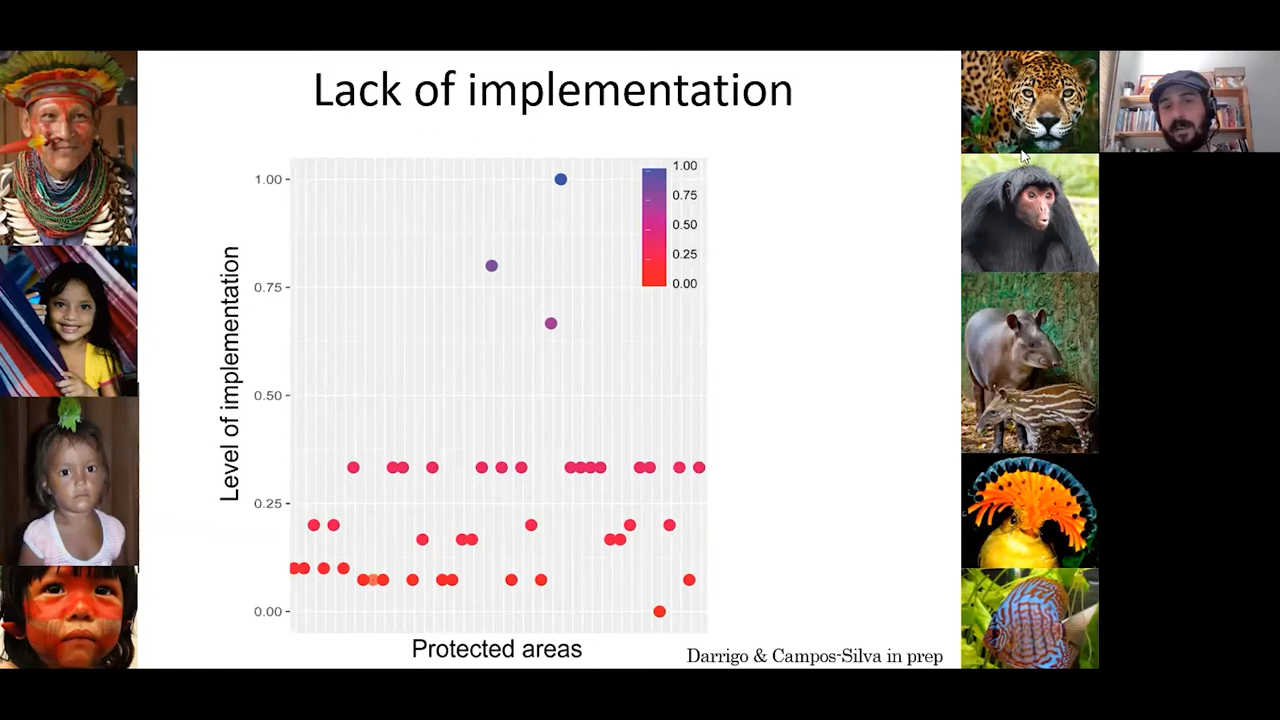 Lack of implementation
1.00
0.75
0.50
0.25
0.00
Level of implementation
1.00
0.75
0.50
0.25
0.00
Protected areas
Darrigo & Campos-Silva in prep